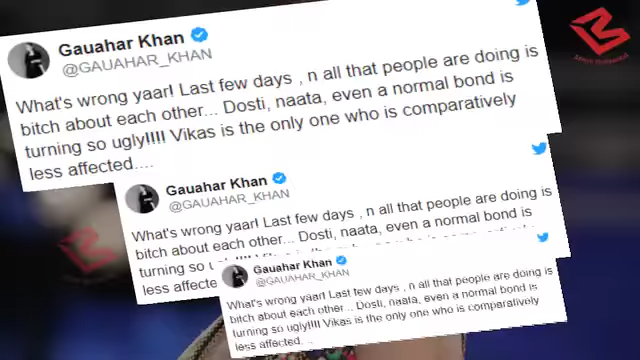 Gauahar Khan
@GAUAHAR_KHAN
What's wrong yaar! Last few days , n all that people are doing is
bitch about each other... Dosti, naata, even a normal bond is
turning so ugly!!!! Vikas is the only one who is comparatively
less affected....
Gauahar Khan
@GAUAHAR_KHAN
What's wrong yaar! Last few days , n all that people are doing is
bitch about each other... Dosti, naata, even a normal bond is
turning so
less affecte
Gauahar Khan
@GAUAHAR_KHAN
What's wrong yaar! Last few days , n all that people are doing is
bitch about each other... Dosti, naata, even a normal bond is
turning so ugly!!!! Vikas is the only one who is comparatively
less affected....